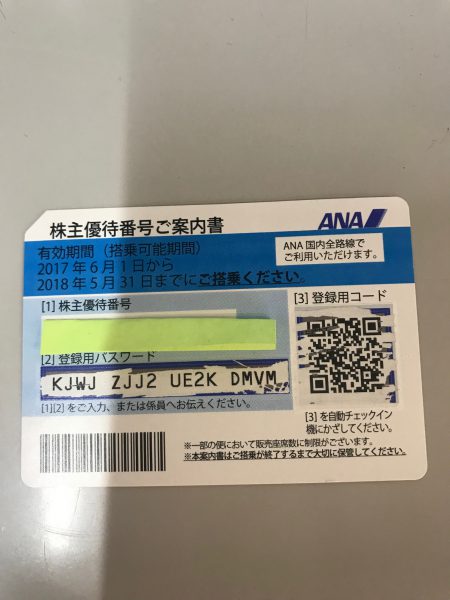 株主優待番号ご案内書
ANA
有効期間（搭乗可能期間）
2017年6月1日から
2018年5月31日までにご搭乗ください。
ANA国内全路線で
ご利用いただけます。
[1] 株主優待番号
[3] 登録用コード
[2] 登録用パスワード
KJWJ ZJJ2 UE2K DMVM
[1][2] をご入力、または係員へお伝えください。
[3] を自動チェックイン
機にかざしてください。
※一部の便において販売座席数に制限がございます。
※本案内書はご搭乗が終了するまで大切に保管してください。